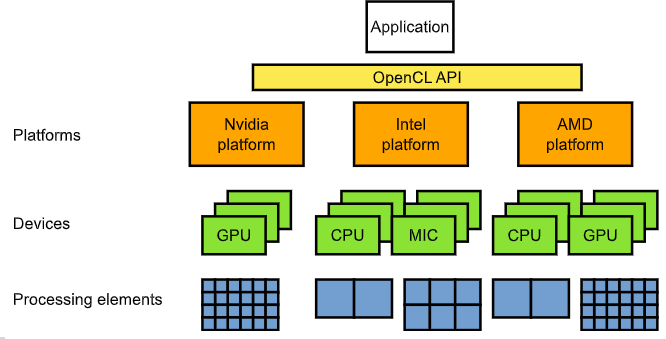 Application
OpenCL API
Platforms
Nvidia
platform
Intel
platform
AMD
platform
Devices
GPU
CPU
MIC
CPU
GPU
Processing elements